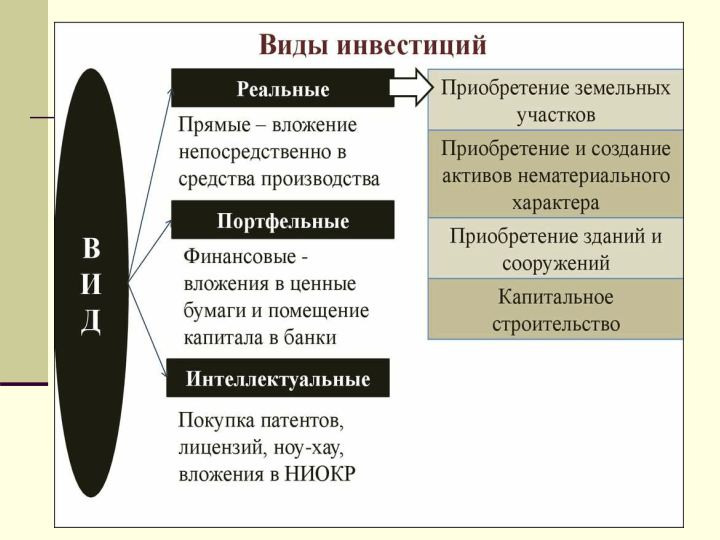 Виды инвестиций
В
И
Д
Реальные
Прямые – вложение
непосредственно в
средства производства
Портфельные
Финансовые -
вложения в ценные
бумаги и помещение
капитала в банки
Интеллектуальные
Покупка патентов,
лицензий, ноу-хау,
вложения в НИОКР
Приобретение земельных
участков
Приобретение и создание
активов нематериального
характера
Приобретение зданий и
сооружений
Капитальное
строительство